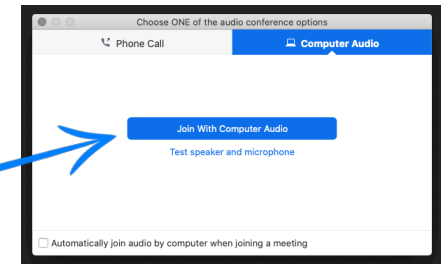 Choose ONE of the audio conference options
Phone Call
Computer Audio
Join With Computer Audio
Test speaker and microphone
Automatically join audio by computer when joining a meeting